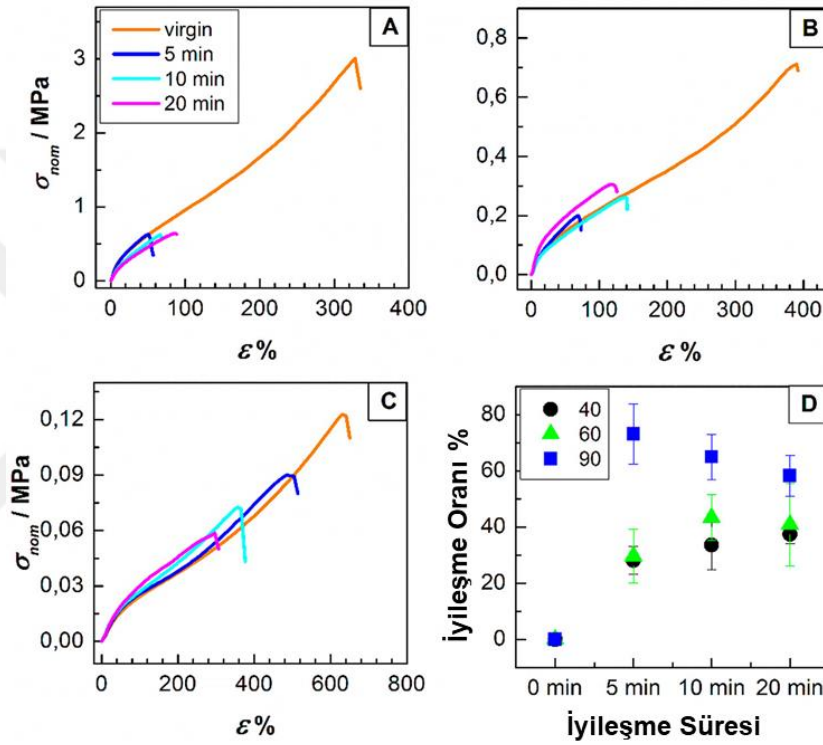 A
virgin
5 min
10 min
20 min
3
2
1
0
σnom / MPa
0 100 200 300 400
ε %
B
0,8
0,6
0,4
0,2
0,0
0 100 200 300 400
ε %
C
0,12
0,09
0,06
0,03
0,00
σnom / MPa
0 200 400 600 800
ε %
D
40
60
90
80
60
40
20
0
İyileşme Oranı %
0 min 5 min 10 min 20 min
İyileşme Süresi